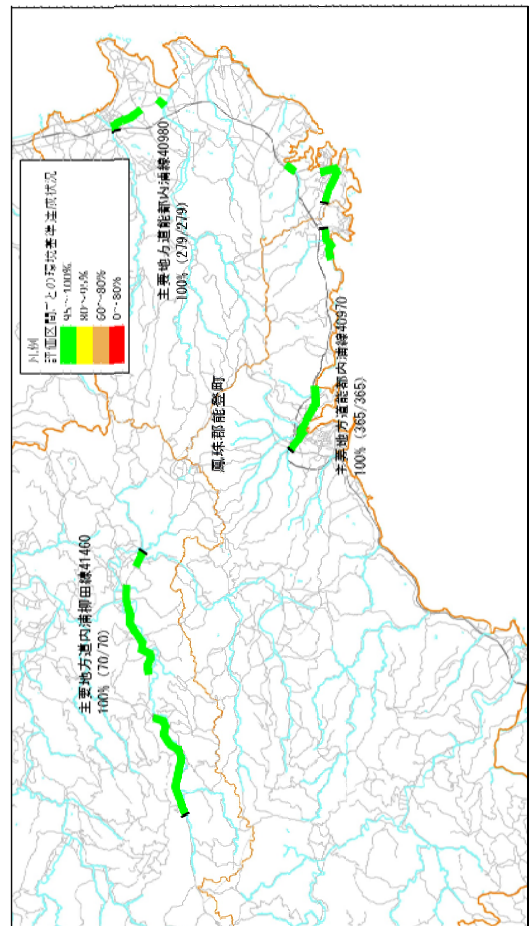 凡例
評価区間ごとの環境基準達成状況
95～100%
80～95%
60～80%
0～80%
主要地方道能都内浦線40980
100% (279/279)
鳳珠郡能登町
主要地方道能都内浦線40970
100% (365/365)
主要地方道内浦柳田線41460
100% (70/70)